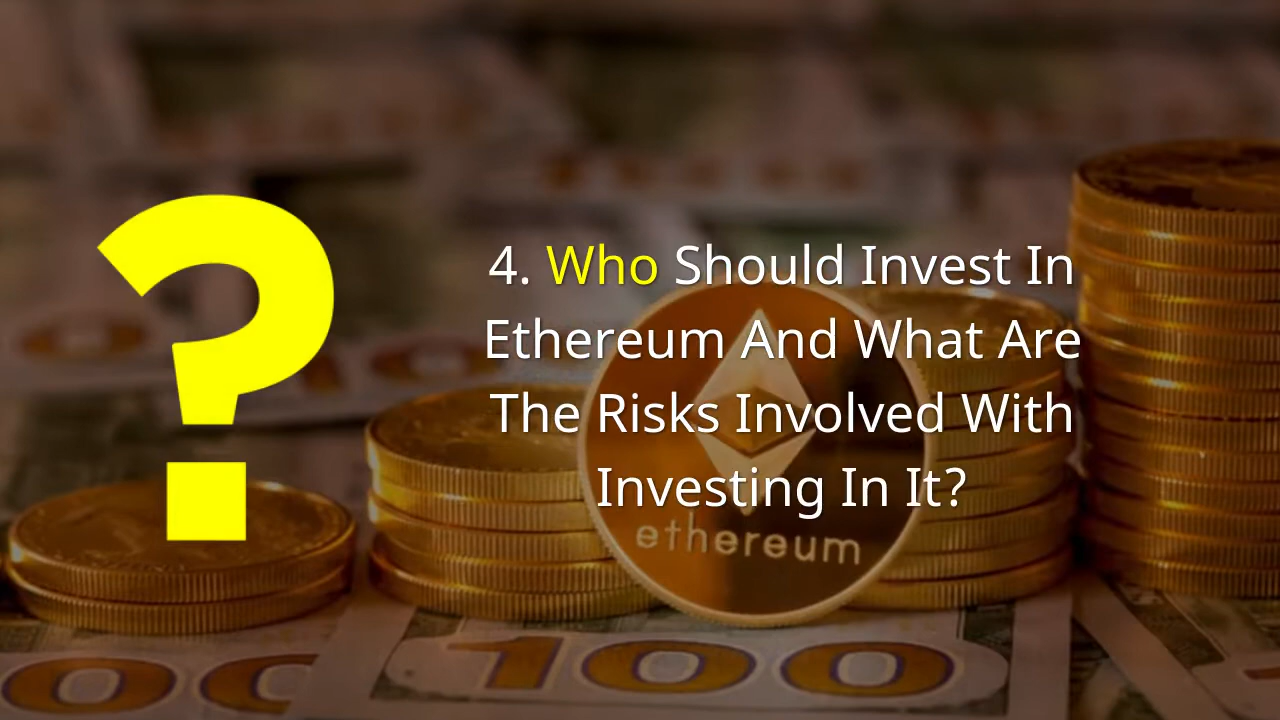 ?
4. Who Should Invest In
Ethereum And What Are
The Risks Involved With
Investing In It?
ethereum
100